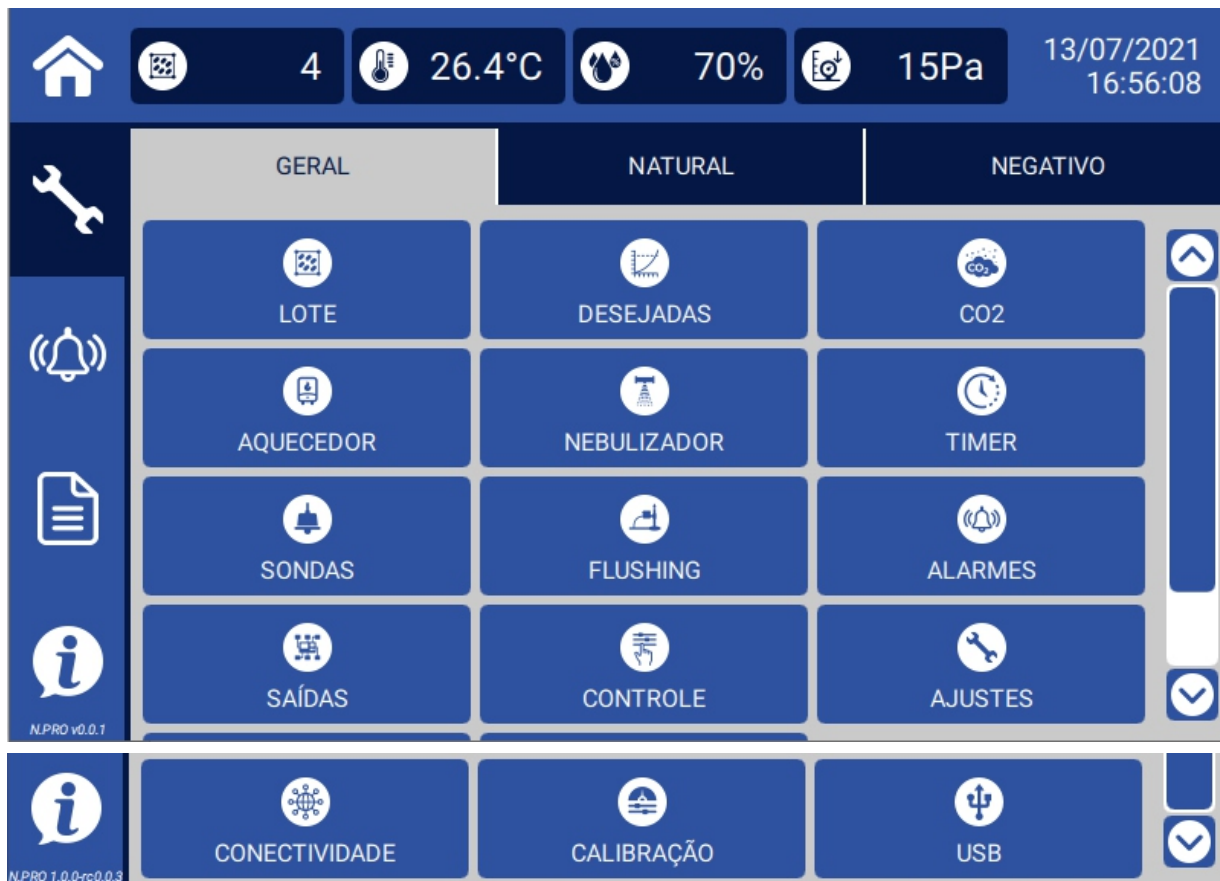 4 26.4°C 70% 15Pa 13/07/2021
16:56:08
GERAL NATURAL NEGATIVO
LOTE DESEJADAS CO2
AQUECEDOR NEBULIZADOR TIMER
SONDAS FLUSHING ALARMES
SAÍDAS CONTROLE AJUSTES
N.PRO v0.0.1
CONECTIVIDADE CALIBRAÇÃO USB
N.PRO 1.0.0-rc0.0.3